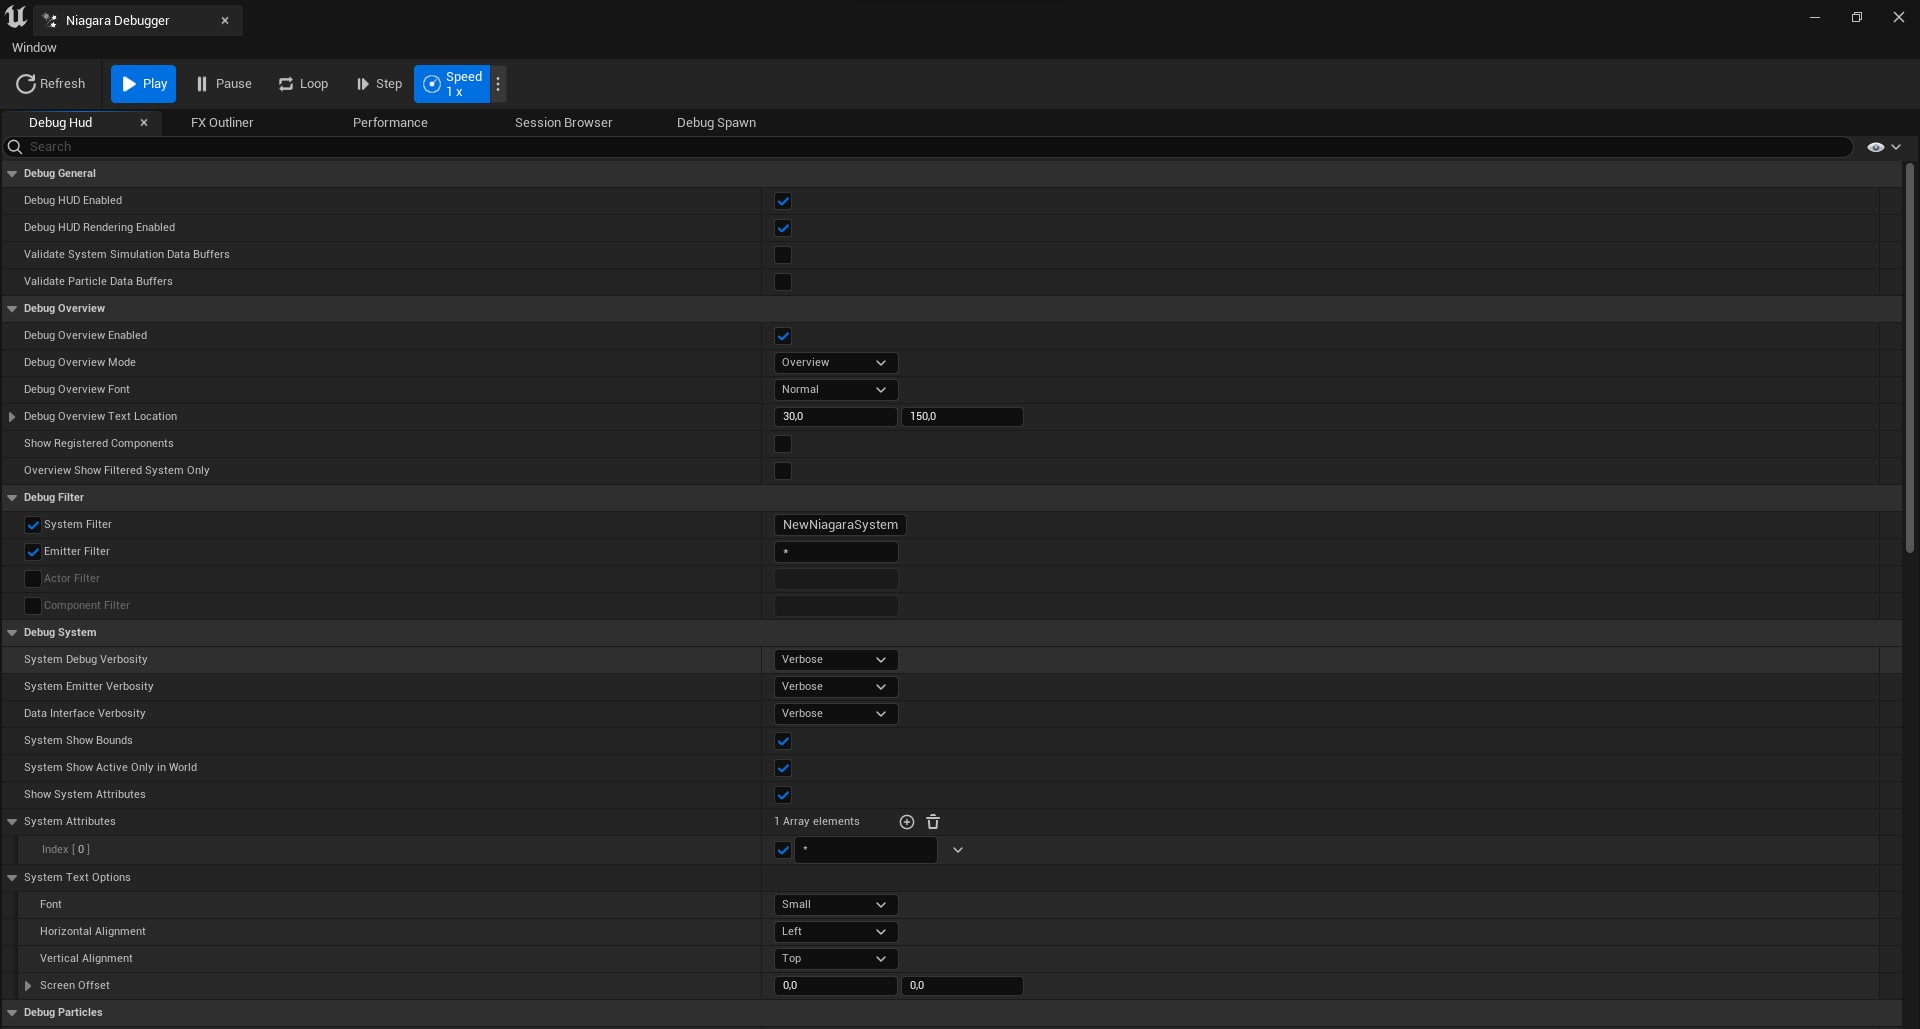 Niagara Debugger
Window
Refresh
Play
Pause
Loop
Step
Speed
1 x
Debug Hud
FX Outliner
Performance
Session Browser
Debug Spawn
Search
Debug General
Debug HUD Enabled
Debug HUD Rendering Enabled
Validate System Simulation Data Buffers
Validate Particle Data Buffers
Debug Overview
Debug Overview Enabled
Debug Overview Mode Overview
Debug Overview Font Normal
Debug Overview Text Location 30,0 150,0
Show Registered Components
Overview Show Filtered System Only
Debug Filter
System Filter NewNiagaraSystem
Emitter Filter *
Actor Filter
Component Filter
Debug System
System Debug Verbosity Verbose
System Emitter Verbosity Verbose
Data Interface Verbosity Verbose
System Show Bounds
System Show Active Only in World
Show System Attributes
System Attributes 1 Array elements
Index [ 0 ] *
System Text Options
Font Small
Horizontal Alignment Left
Vertical Alignment Top
Screen Offset 0,0 0,0
Debug Particles